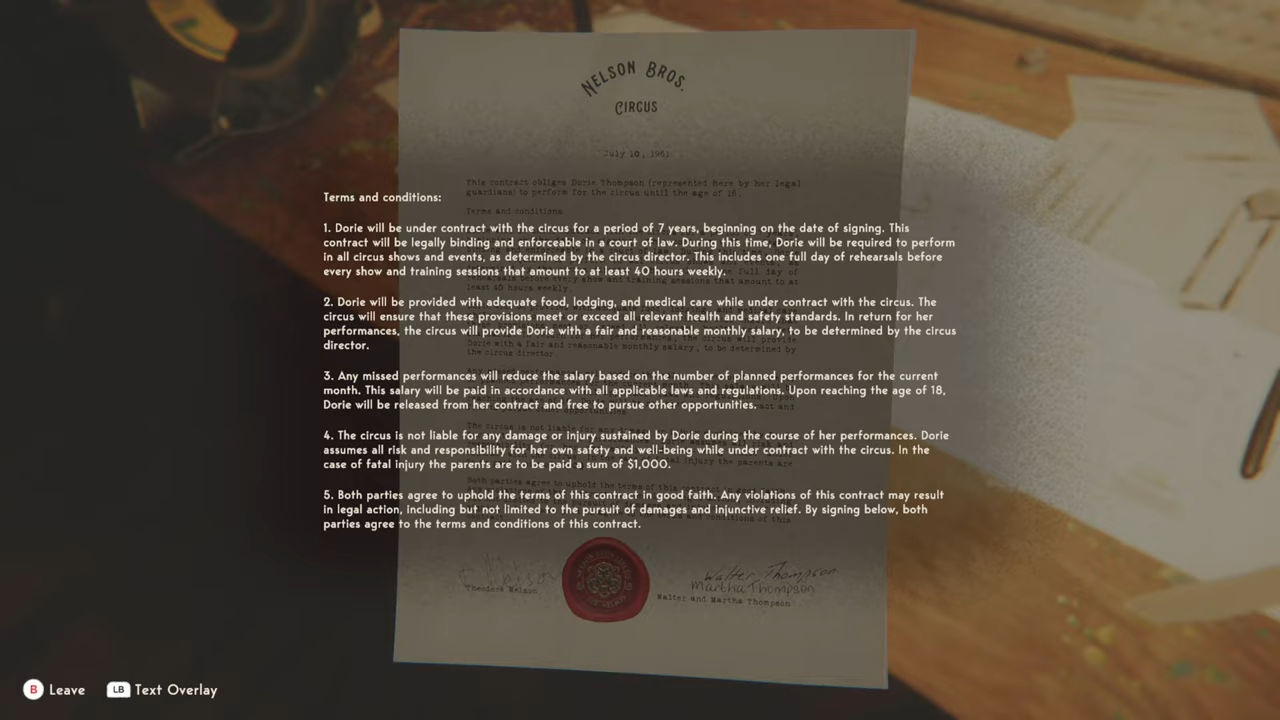 NELSON BROS.
CIRCUS
July 10, 1951
This contract obliges Dorie Thompson (represented here by her legal
guardians) to perform for the circus until the age of 16.
Terms and conditions
Terms and conditions:
1. Dorie will be under contract with the circus for a period of 7 years, beginning on the date of signing. This
contract will be legally binding and enforceable in a court of law. During this time, Dorie will be required to perform
in all circus shows and events, as determined by the circus director. This includes one full day of rehearsals before
every show and training sessions that amount to at least 40 hours weekly.
2. Dorie will be provided with adequate food, lodging, and medical care while under contract with the circus. The
circus will ensure that these provisions meet or exceed all relevant health and safety standards. In return for her
performances, the circus will provide Dorie with a fair and reasonable monthly salary, to be determined by the circus
director.
3. Any missed performances will reduce the salary based on the number of planned performances for the current
month. This salary will be paid in accordance with all applicable laws and regulations. Upon reaching the age of 18,
Dorie will be released from her contract and free to pursue other opportunities.
4. The circus is not liable for any damage or injury sustained by Dorie during the course of her performances. Dorie
assumes all risk and responsibility for her own safety and well-being while under contract with the circus. In the
case of fatal injury the parents are to be paid a sum of $1,000.
5. Both parties agree to uphold the terms of this contract in good faith. Any violations of this contract may result
in legal action, including but not limited to the pursuit of damages and injunctive relief. By signing below, both
parties agree to the terms and conditions of this contract.
Theodore Nelson
Walter Thompson
Martha Thompson
Walter and Martha Thompson
B Leave LB Text Overlay